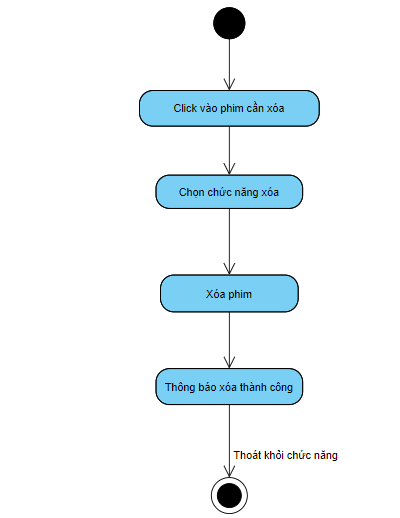 Click vào phim cần xóa
Chọn chức năng xóa
Xóa phim
Thông báo xóa thành công
Thoát khỏi chức năng